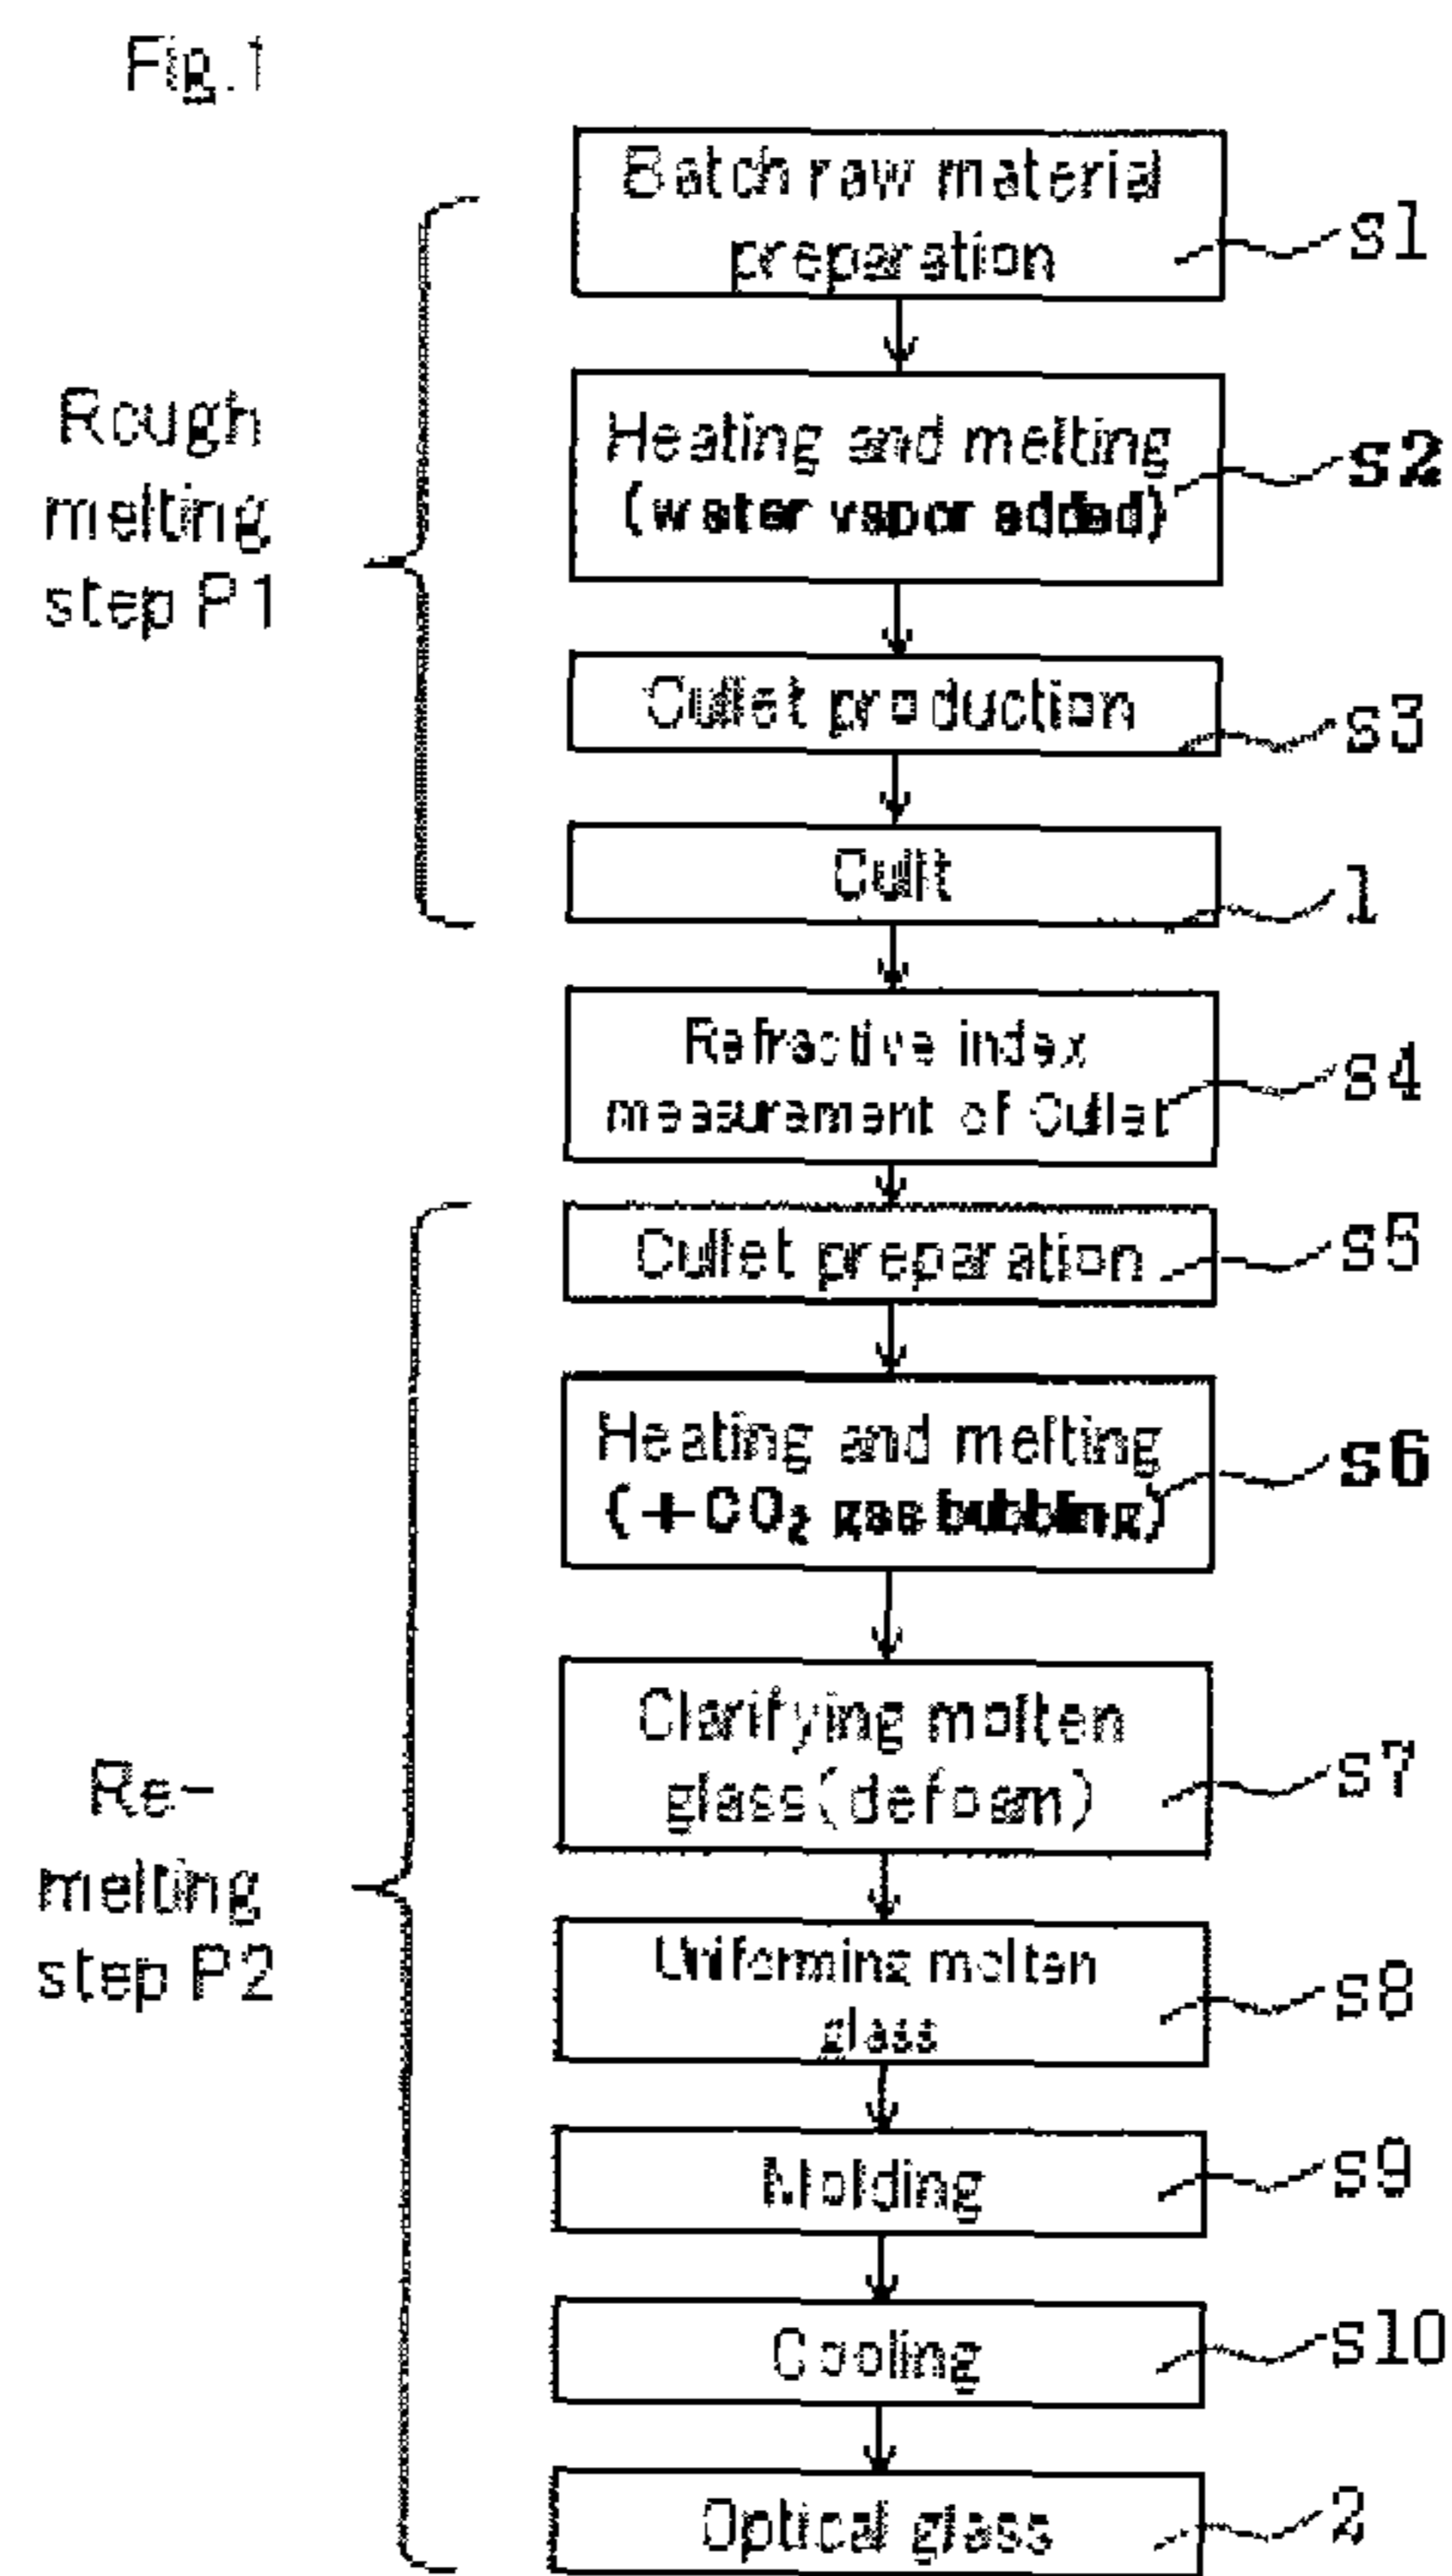 Fig.1
Batch raw material
preparation
s1
Rough
melting
step P1
Heating and melting
(water vapor added)
s2
Cullet production
s3
Cullt
1
Refractive index
measurement of Cullet
s4
Cullet preparation
s5
Heating and melting
(+CO₂ gas bubbling)
s6
Re-
melting
step P2
Clarifying molten
glass(defoam)
s7
Uniforming molten
glass
s8
Molding
s9
Cooling
s10
Optical glass
2